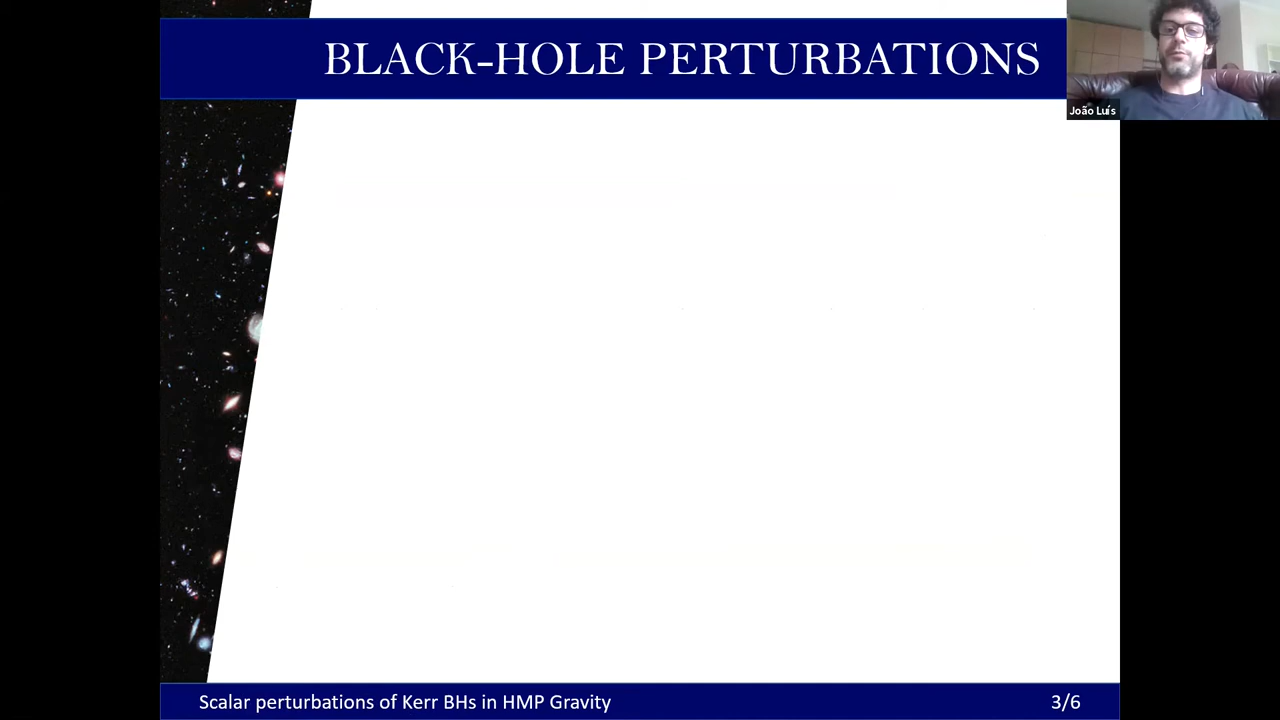 BLACK-HOLE PERTURBATIONS
João Luís
Scalar perturbations of Kerr BHs in HMP Gravity
3/6